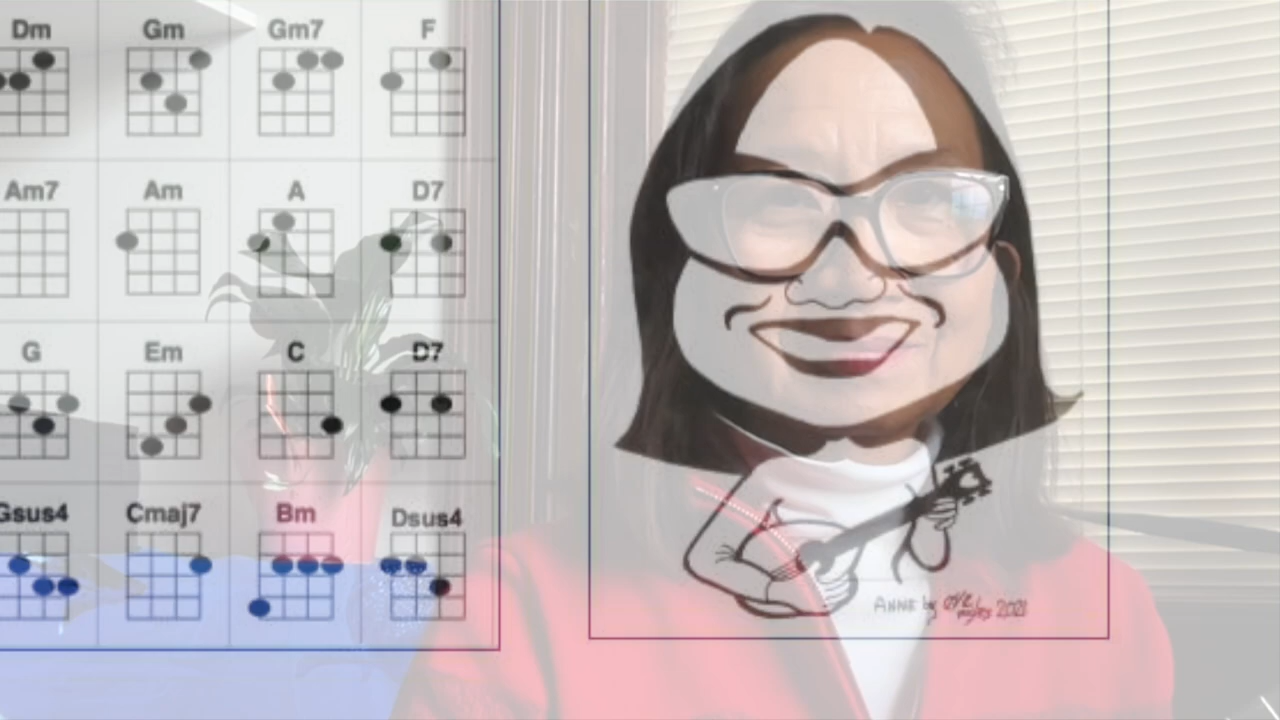 Dm Gm Gm7 F
Am7 Am A D7
G Em C D7
Gsus4 Cmaj7 Bm Dsus4
ANNE by
2021